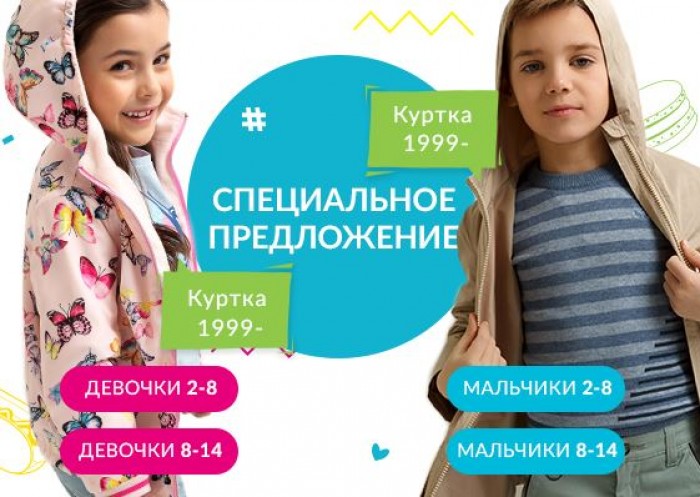 #
Куртка
1999-
СПЕЦИАЛЬНОЕ
ПРЕДЛОЖЕНИЕ
Куртка
1999-
ДЕВОЧКИ 2-8
МАЛЬЧИКИ 2-8
ДЕВОЧКИ 8-14
МАЛЬЧИКИ 8-14